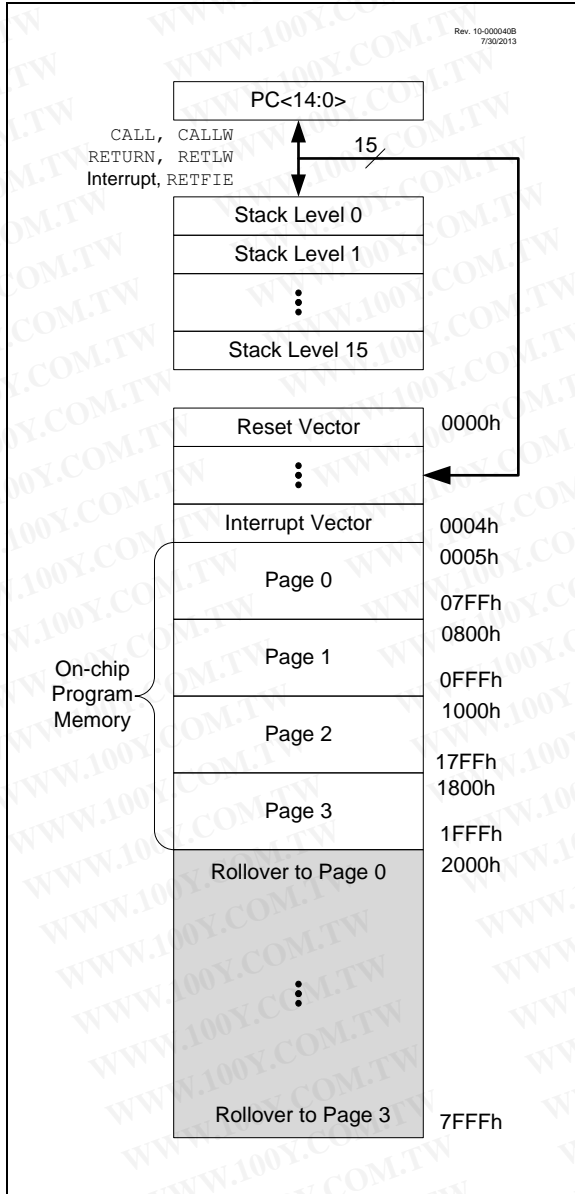 Rev. 10-000040B
7/30/2013
PC<14:0>
CALL, CALLW
RETURN, RETLW
Interrupt, RETFIE
15
Stack Level 0
Stack Level 1
Stack Level 15
Reset Vector
0000h
Interrupt Vector
0004h
0005h
Page 0
07FFh
0800h
Page 1
0FFFh
1000h
On-chip
Program
Memory
Page 2
17FFh
1800h
Page 3
1FFFh
Rollover to Page 0
2000h
Rollover to Page 3
7FFFh
WWW.100Y.COM.TW